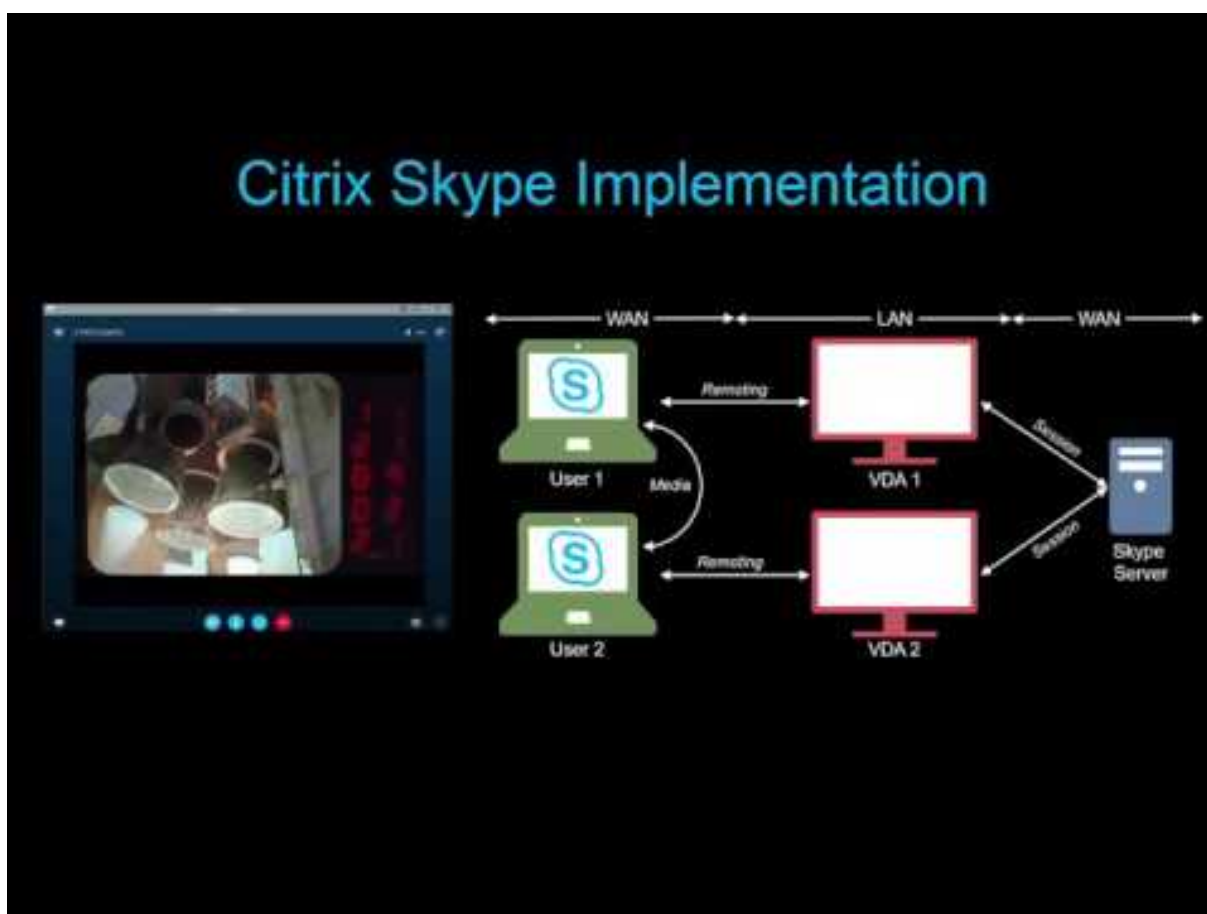 Citrix Skype Implementation
WAN
LAN
WAN
S
Remoting
Session
User 1
Media
VDA 1
S
Remoting
Session
Skype
Server
User 2
VDA 2